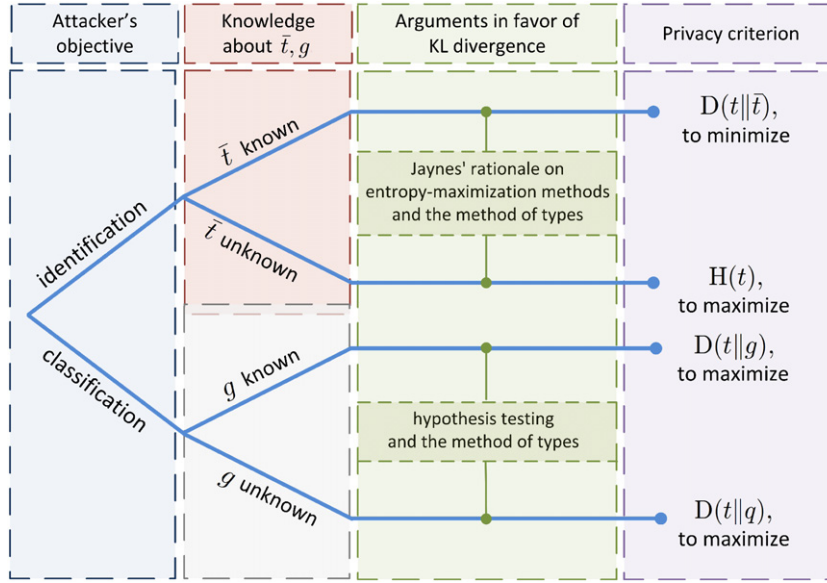 Attacker's
objective
Knowledge
about t̄, g
Arguments in favor of
KL divergence
Privacy criterion
identification
classification
t̄ known
t̄ unknown
g known
g unknown
Jaynes' rationale on
entropy-maximization methods
and the method of types
hypothesis testing
and the method of types
D(t‖t̄),
to minimize
H(t),
to maximize
D(t‖g),
to maximize
D(t‖q),
to maximize